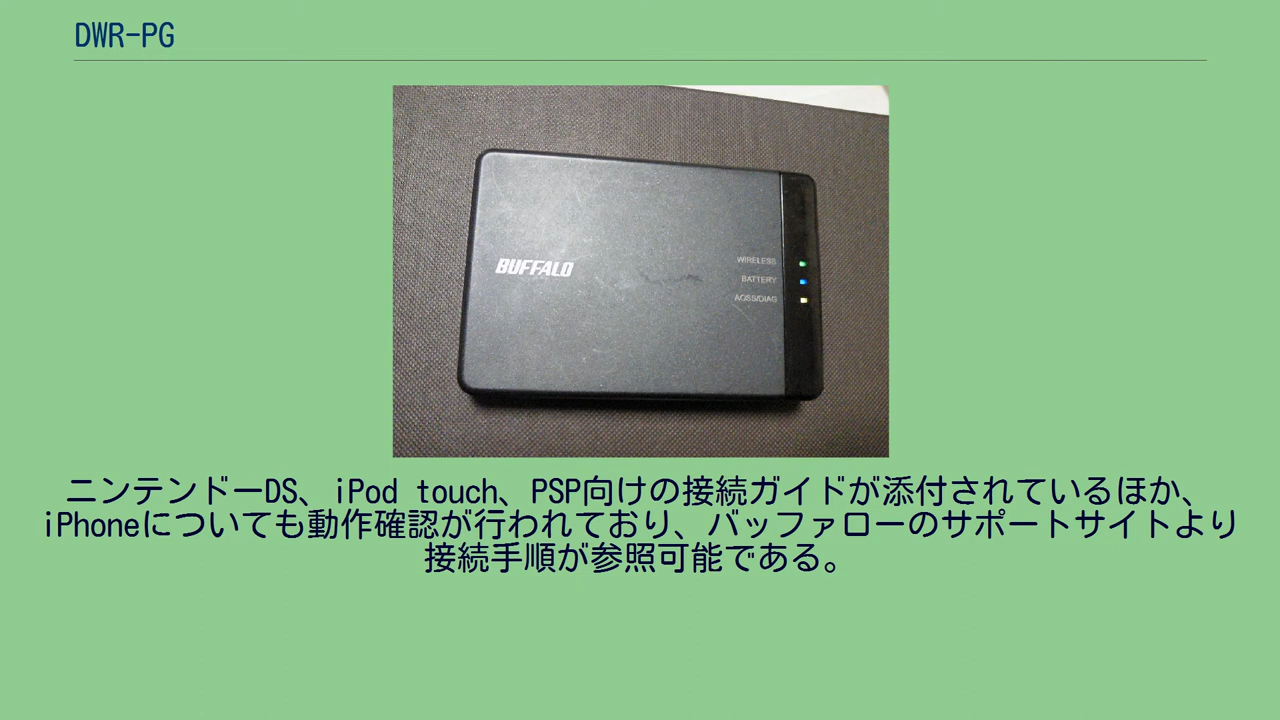 DWR-PG
BUFFALO
WIRELESS
BATTERY
AOSS/DIAG
ニンテンドーDS、iPod touch、PSP向けの接続ガイドが添付されているほか、
iPhoneについても動作確認が行われており、バッファローのサポートサイトより
接続手順が参照可能である。